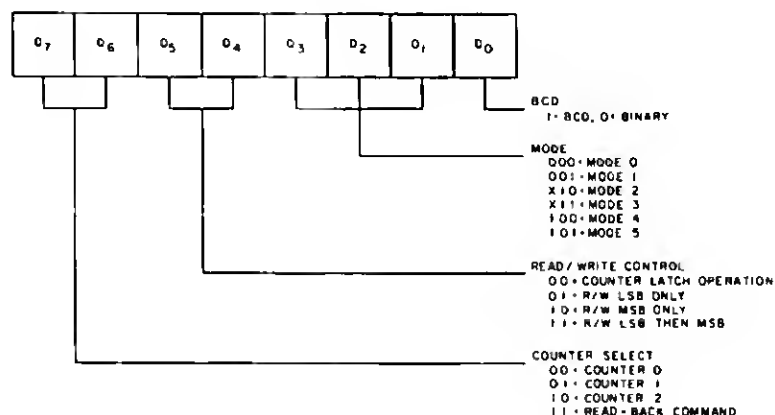 D7 D6 D5 D4 D3 D2 D1 D0
BCD
1= BCD, 0= BINARY
MODE
000=MODE 0
001=MODE 1
X10=MODE 2
X11=MODE 3
100=MODE 4
101=MODE 5
READ/WRITE CONTROL
00=COUNTER LATCH OPERATION
01=R/W LSB ONLY
10=R/W MSB ONLY
11=R/W LSB THEN MSB
COUNTER SELECT
00=COUNTER 0
01=COUNTER 1
10=COUNTER 2
11=READ-BACK COMMAND